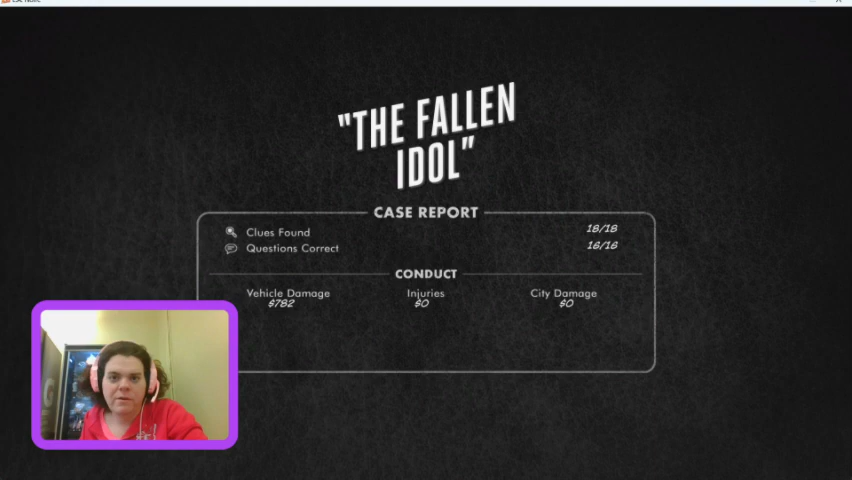 "THE FALLEN
IDOL"
CASE REPORT
Clues Found 18/18
Questions Correct 16/16
CONDUCT
Vehicle Damage Injuries City Damage
$782 $0 $0